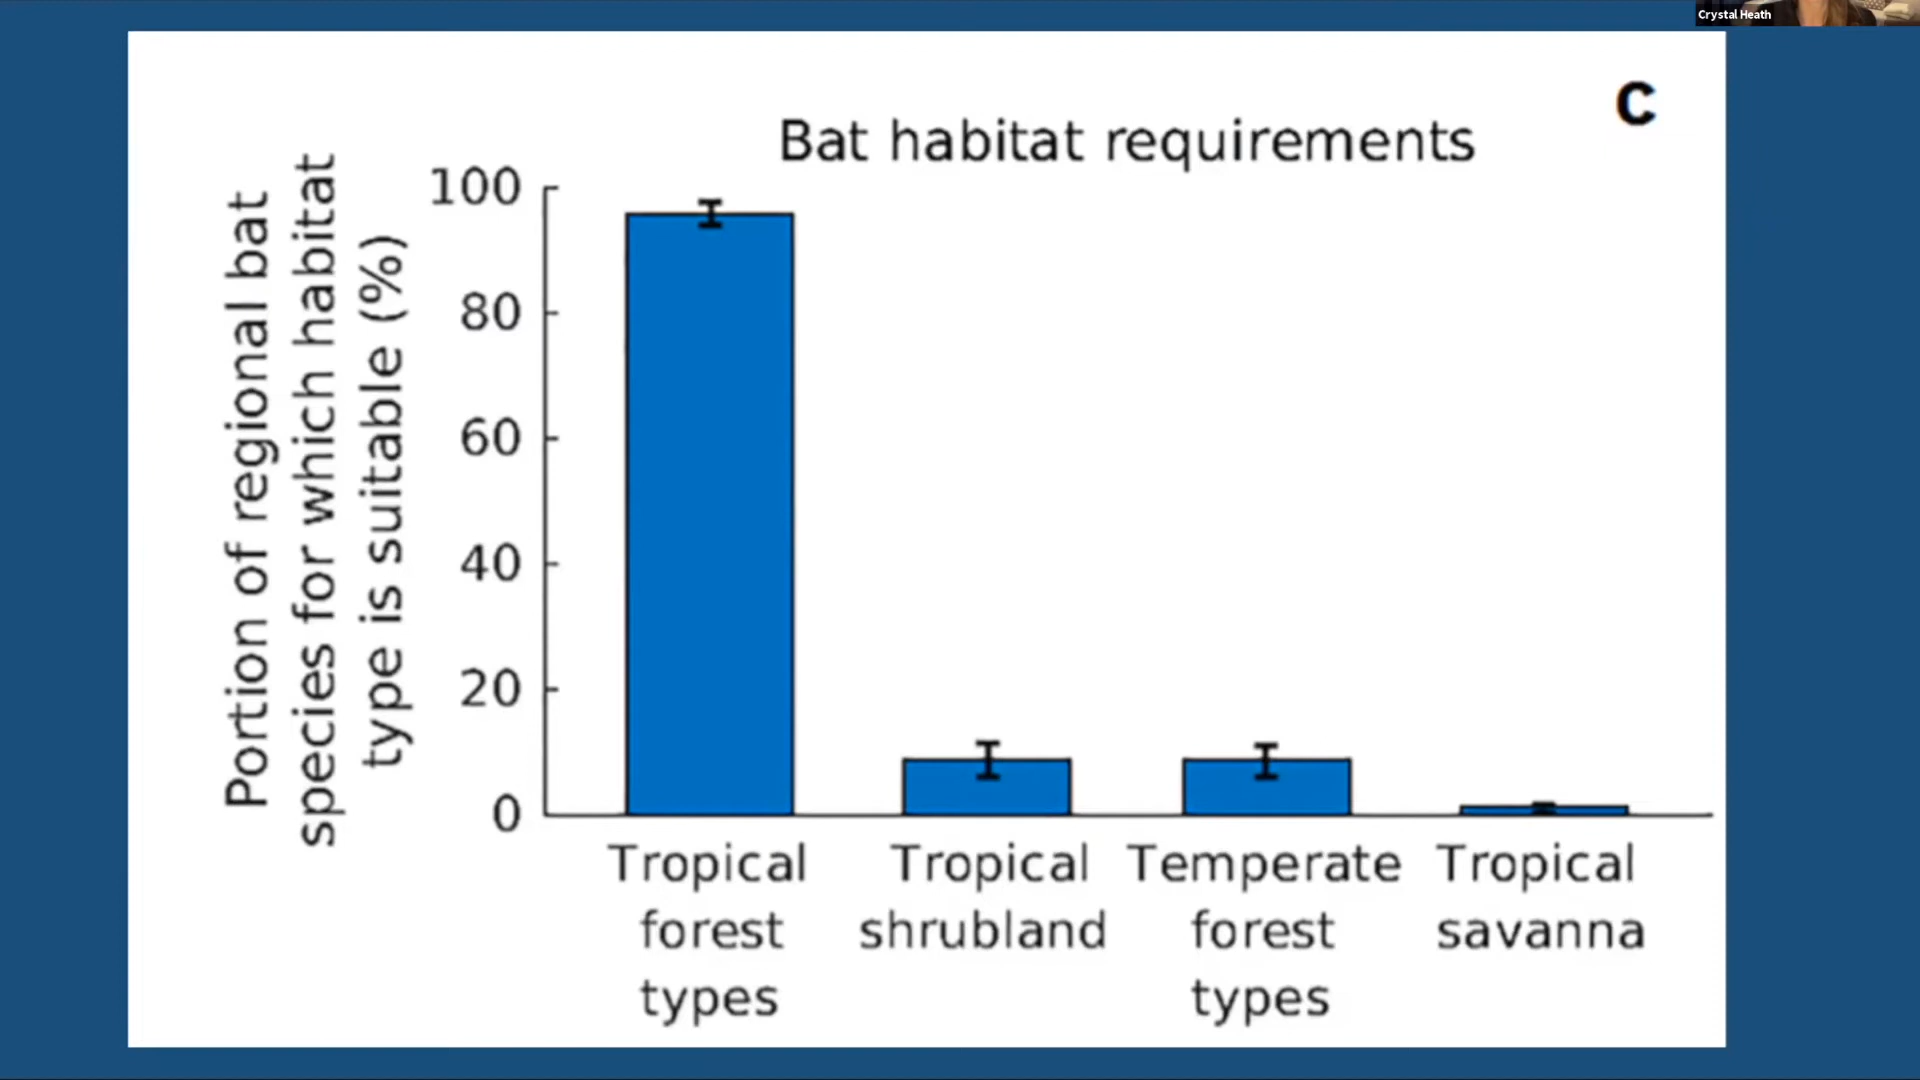 Crystal Heath
C
Bat habitat requirements
Portion of regional bat
species for which habitat
type is suitable (%)
100
80
60
40
20
0
Tropical
forest
types
Tropical
shrubland
Temperate
forest
types
Tropical
savanna